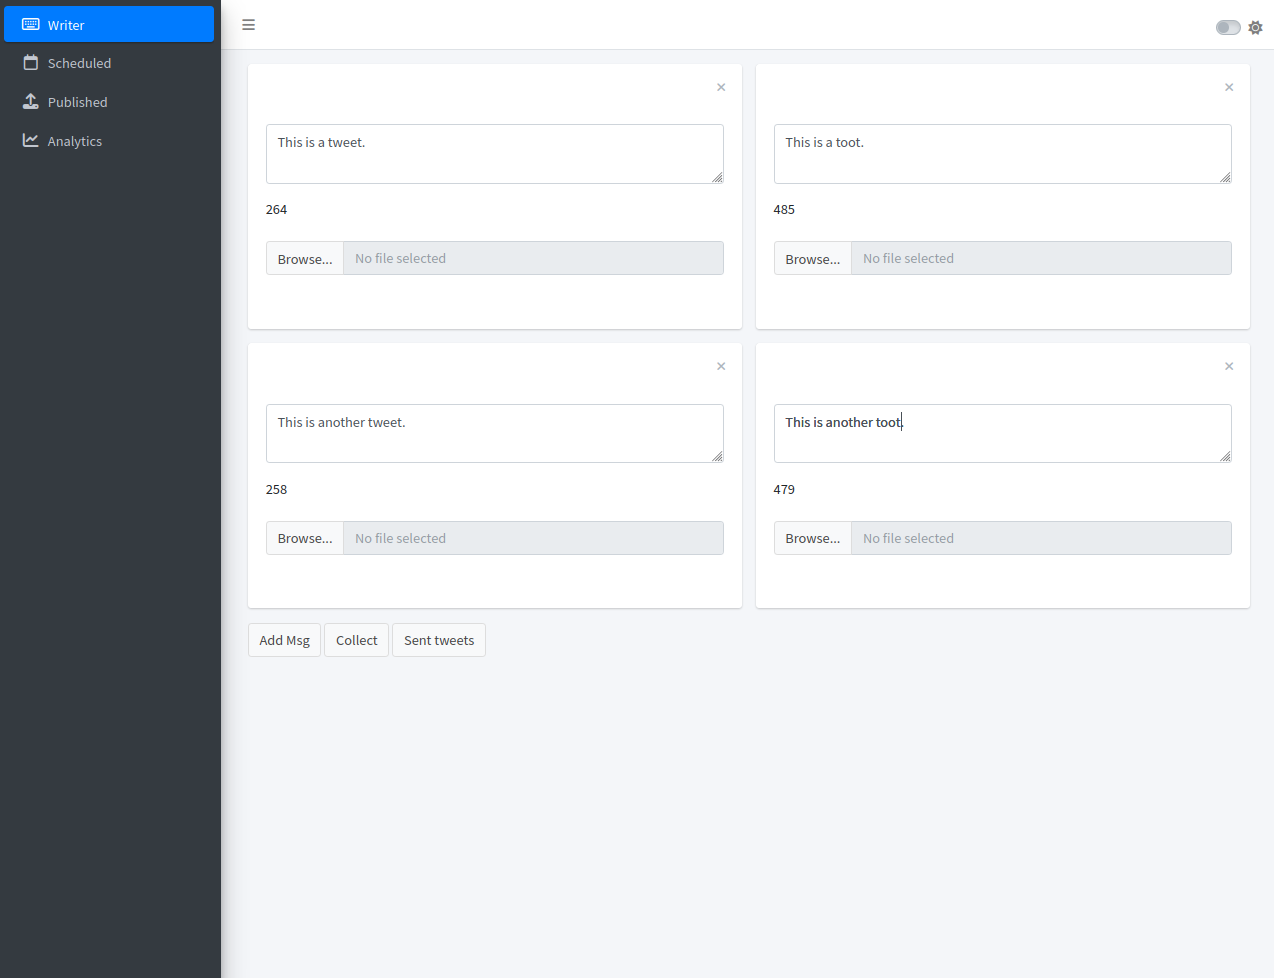 Writer
Scheduled
Published
Analytics
This is a tweet.
264
Browse... No file selected
This is a toot.
485
Browse... No file selected
This is another tweet.
258
Browse... No file selected
This is another toot.
479
Browse... No file selected
Add Msg Collect Sent tweets